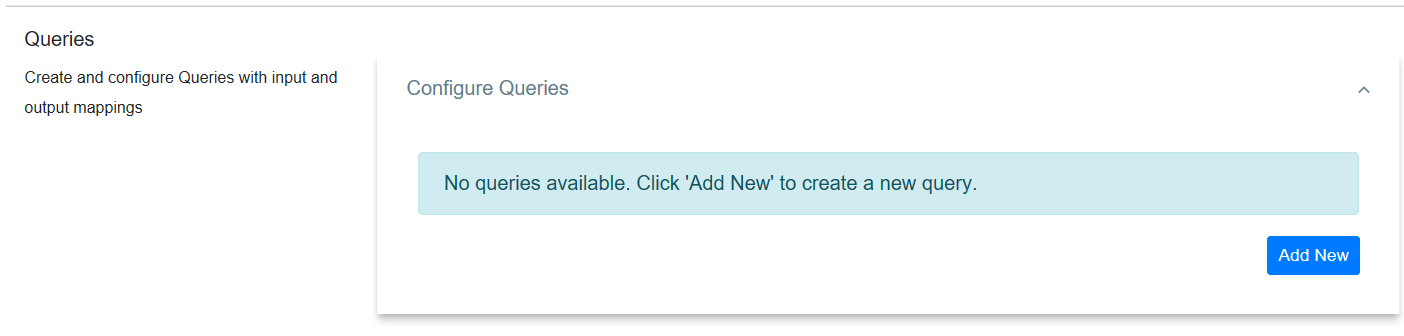 Queries
Create and configure Queries with input and
output mappings
Configure Queries
No queries available. Click 'Add New' to create a new query.
Add New